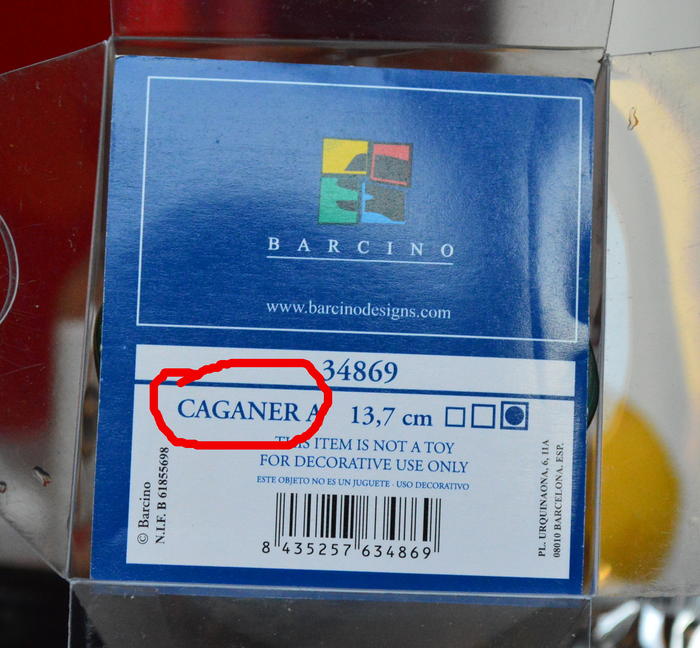 BARCINO
www.barcinodesigns.com
34869
CAGANER A 13,7 cm
THIS ITEM IS NOT A TOY
FOR DECORATIVE USE ONLY
ESTE OBJETO NO ES UN JUGUETE · USO DECORATIVO
8 435257 634869
© Barcino
N.I.F. B 61855698
PL. URQUINAONA, 6, 11A
08010 BARCELONA. ESP.